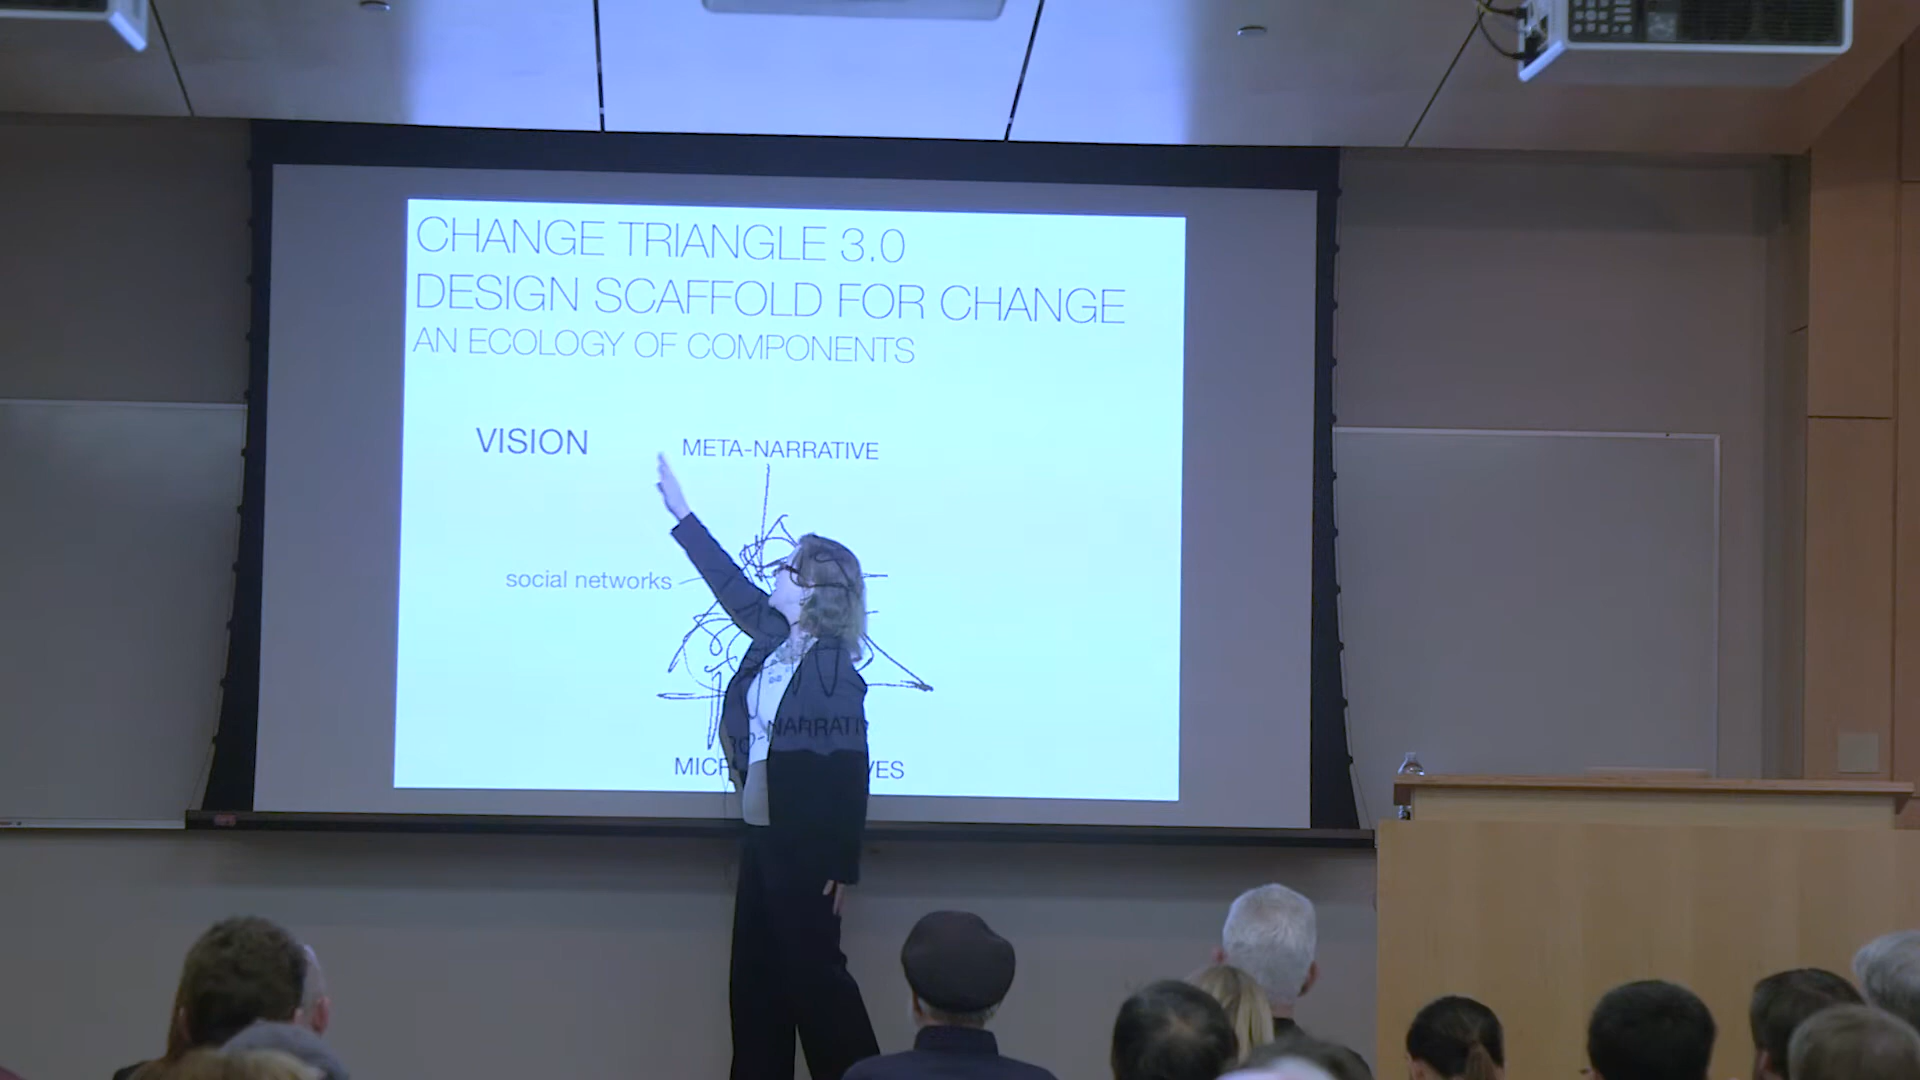 CHANGE TRIANGLE 3.0
DESIGN SCAFFOLD FOR CHANGE
AN ECOLOGY OF COMPONENTS
VISION
META-NARRATIVE
social networks